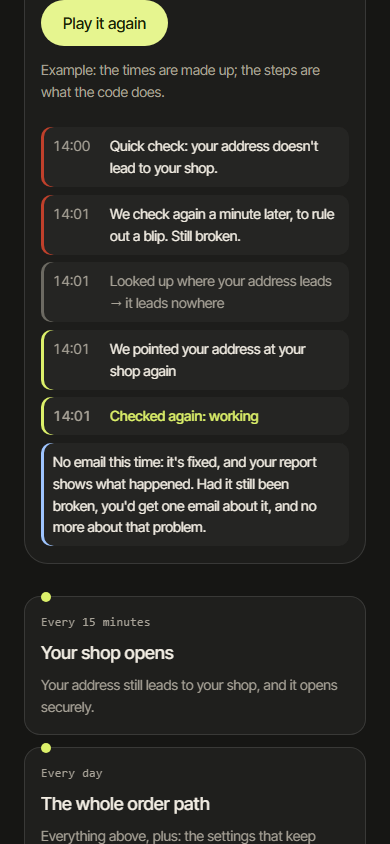 Play it again
Example: the times are made up; the steps are
what the code does.
14:00 Quick check: your address doesn't
lead to your shop.
14:01 We check again a minute later, to rule
out a blip. Still broken.
14:01 Looked up where your address leads
→ it leads nowhere
14:01 We pointed your address at your
shop again
14:01 Checked again: working
No email this time: it's fixed, and your report
shows what happened. Had it still been
broken, you'd get one email about it, and no
more about that problem.
Every 15 minutes
Your shop opens
Your address still leads to your shop, and it opens
securely.
Every day
The whole order path
Everything above, plus: the settings that keep